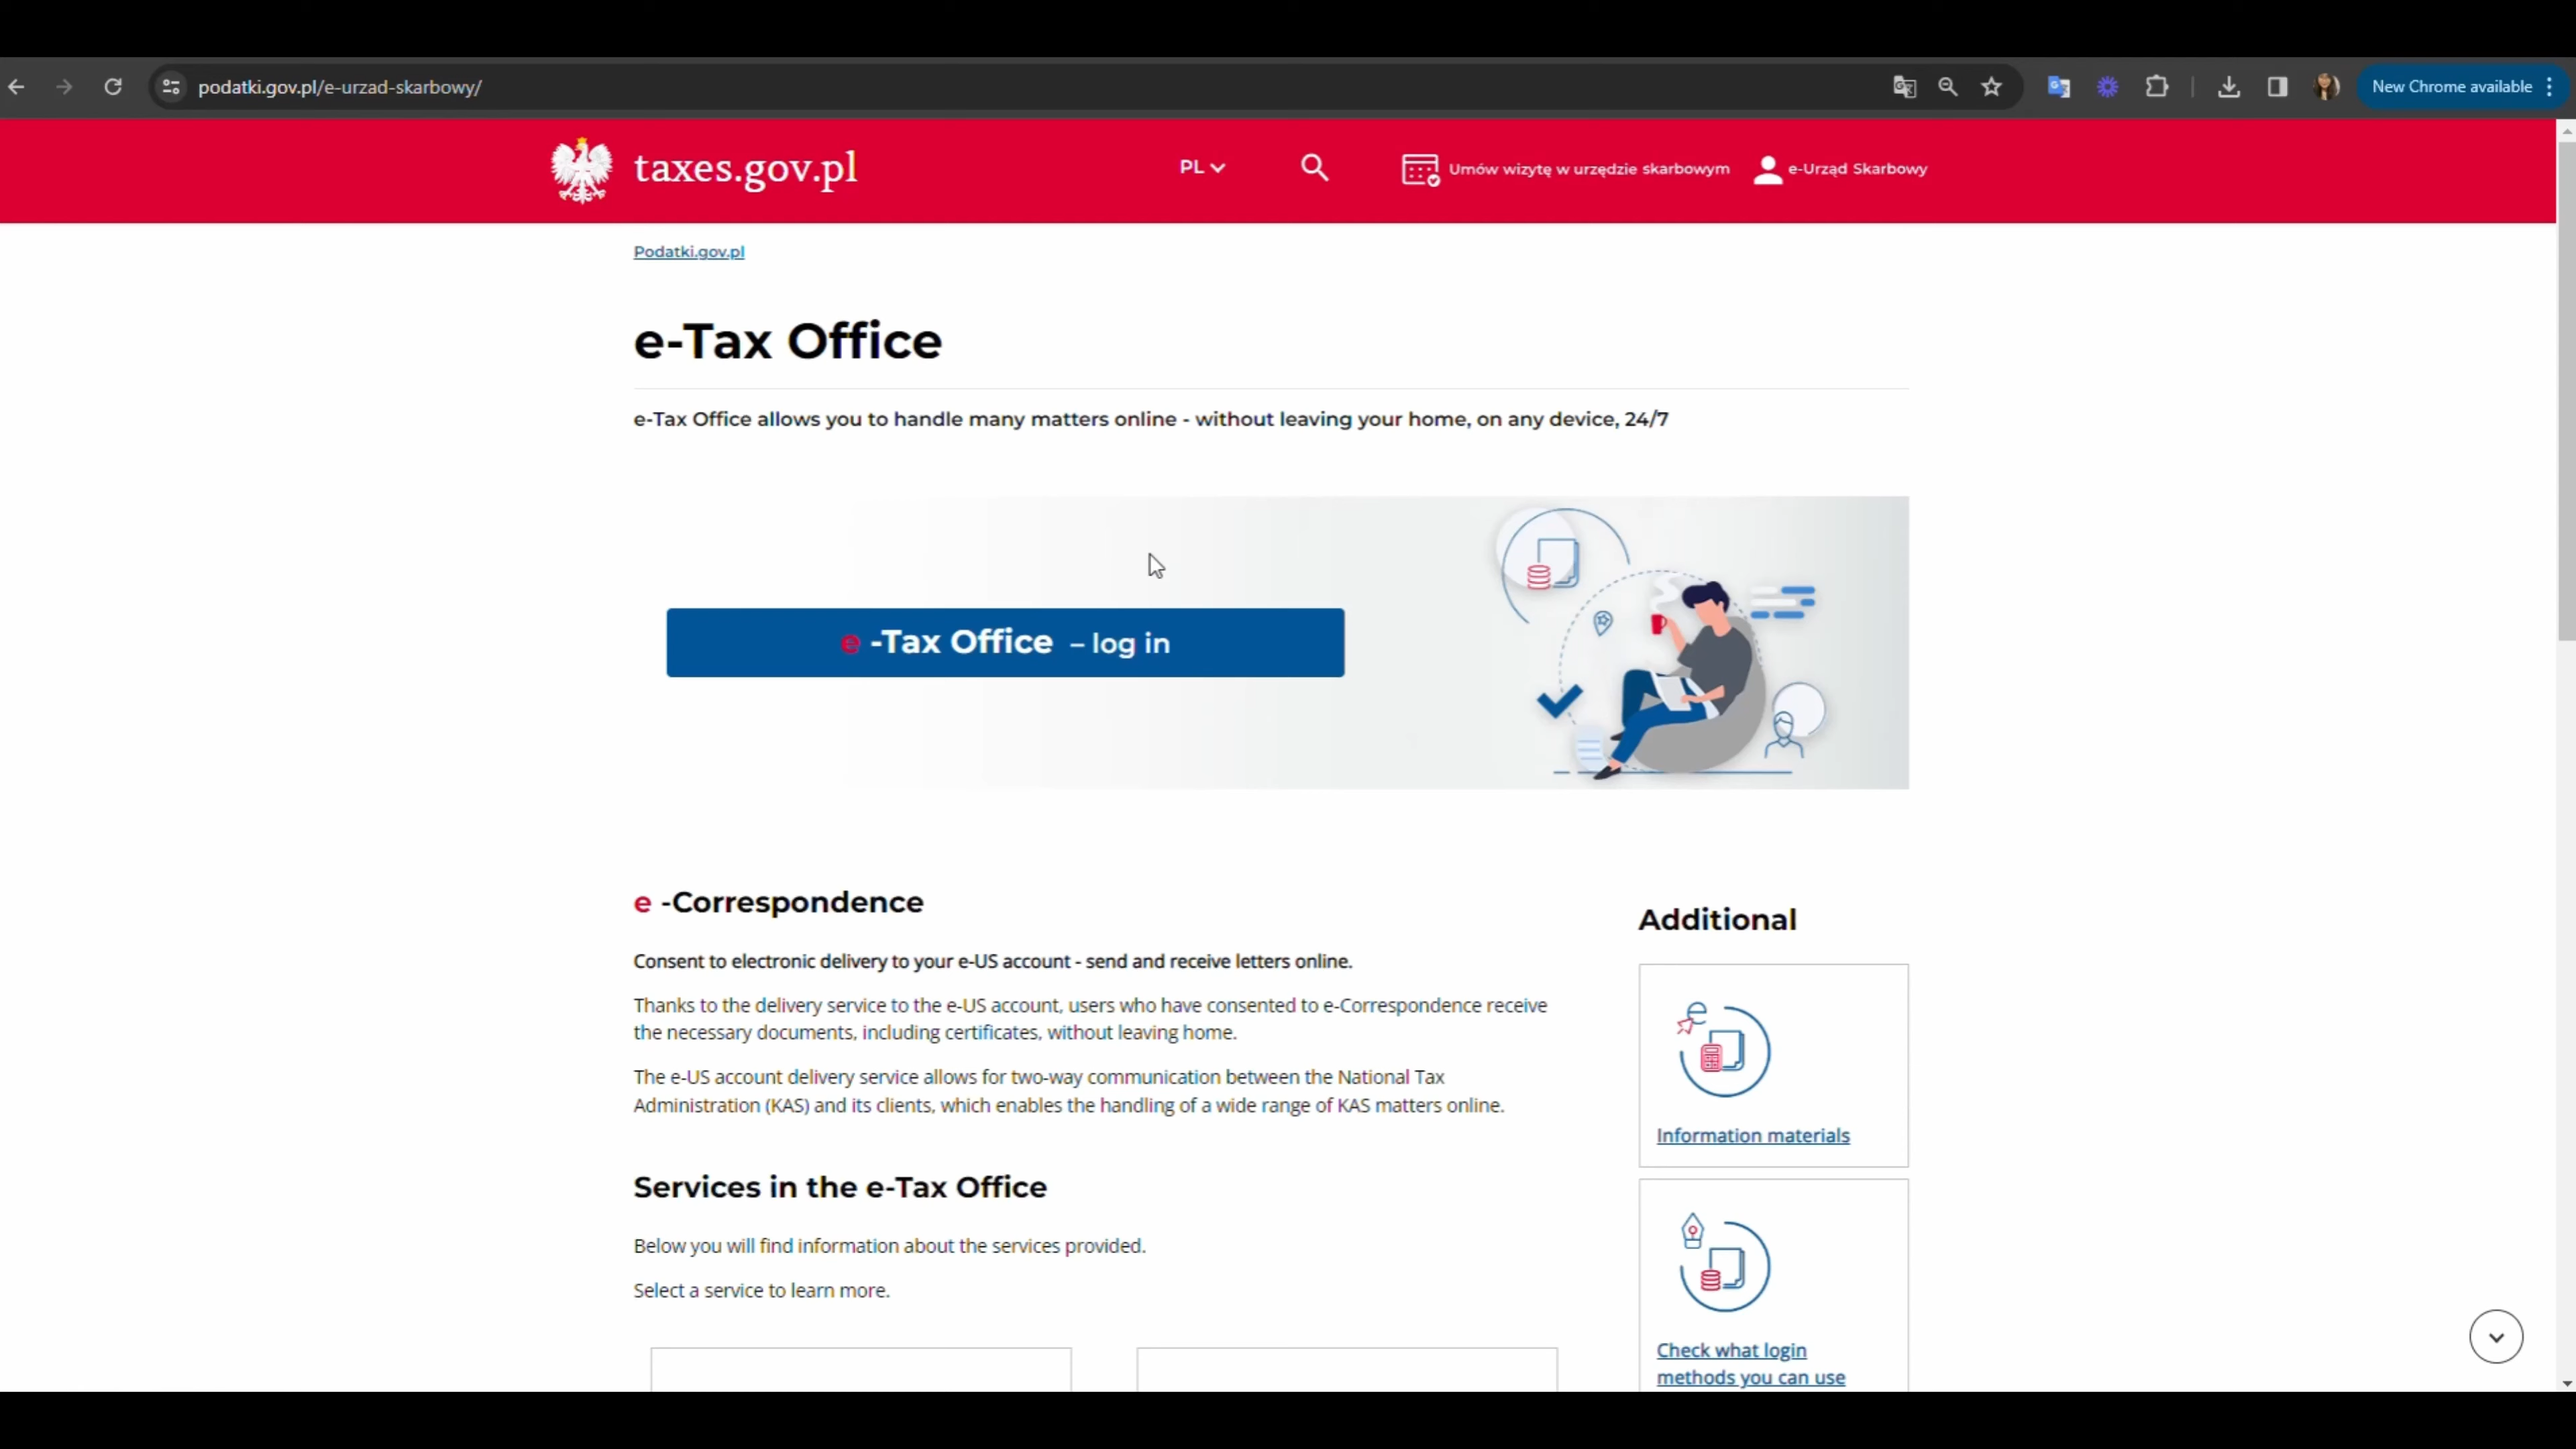 podatki.gov.pl/e-urzad-skarbowy/
New Chrome available
taxes.gov.pl
PL
Umów wizytę w urzędzie skarbowym
e-Urząd Skarbowy
Podatki.gov.pl
e-Tax Office
e-Tax Office allows you to handle many matters online - without leaving your home, on any device, 24/7
e -Tax Office – log in
e -Correspondence
Consent to electronic delivery to your e-US account - send and receive letters online.
Thanks to the delivery service to the e-US account, users who have consented to e-Correspondence receive
the necessary documents, including certificates, without leaving home.
The e-US account delivery service allows for two-way communication between the National Tax
Administration (KAS) and its clients, which enables the handling of a wide range of KAS matters online.
Services in the e-Tax Office
Below you will find information about the services provided.
Select a service to learn more.
Additional
Information materials
Check what login
methods you can use